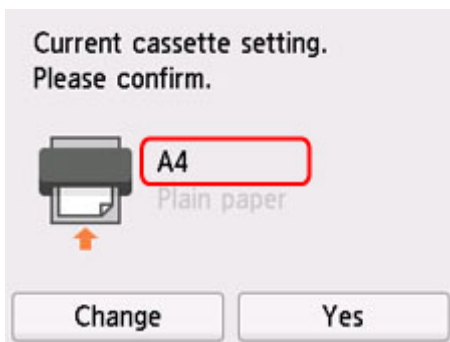 Current cassette setting.
Please confirm.
A4
Plain paper
Change
Yes